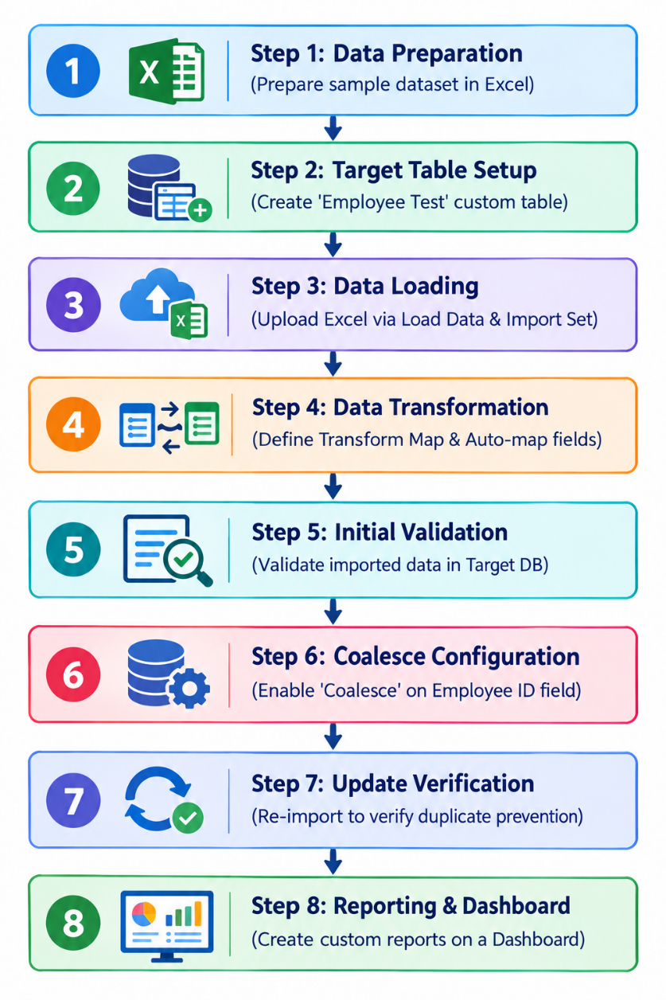 1
X
Step 1: Data Preparation
(Prepare sample dataset in Excel)
2
Step 2: Target Table Setup
(Create 'Employee Test' custom table)
3
X
Step 3: Data Loading
(Upload Excel via Load Data & Import Set)
4
Step 4: Data Transformation
(Define Transform Map & Auto-map fields)
5
Step 5: Initial Validation
(Validate imported data in Target DB)
6
Step 6: Coalesce Configuration
(Enable 'Coalesce' on Employee ID field)
7
Step 7: Update Verification
(Re-import to verify duplicate prevention)
8
Step 8: Reporting & Dashboard
(Create custom reports on a Dashboard)